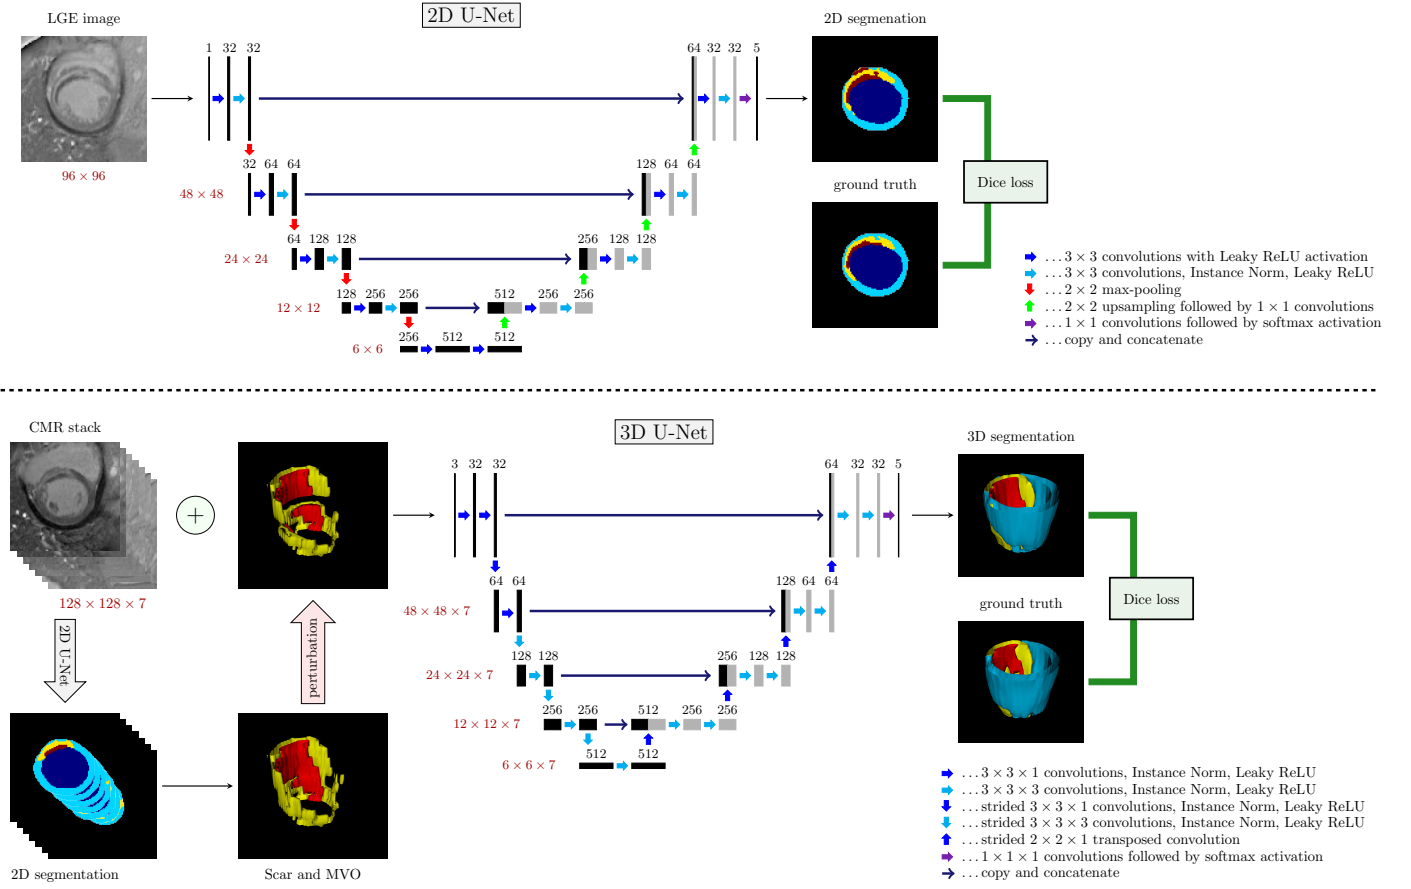 LGE image
2D U-Net
2D segmenation
1 32 32
64 32 32 5
96 × 96
32 64 64
128 64 64
48 × 48
ground truth
Dice loss
64 128 128
256 128 128
24 × 24
128 256 256
512 256 256
12 × 12
256 512 512
6 × 6
...3 × 3 convolutions with Leaky ReLU activation
...3 × 3 convolutions, Instance Norm, Leaky ReLU
...2 × 2 max-pooling
...2 × 2 upsampling followed by 1 × 1 convolutions
...1 × 1 convolutions followed by softmax activation
...copy and concatenate
CMR stack
3D U-Net
3D segmentation
3 32 32
64 32 32 5
+
128 × 128 × 7
2D U-Net
perturbation
64 64
128 64 64
48 × 48 × 7
ground truth
Dice loss
128 128
256 128 128
24 × 24 × 7
256 256
512 256 256
12 × 12 × 7
512 512
6 × 6 × 7
2D segmentation
Scar and MVO
...3 × 3 × 1 convolutions, Instance Norm, Leaky ReLU
...3 × 3 × 3 convolutions, Instance Norm, Leaky ReLU
...strided 3 × 3 × 1 convolutions, Instance Norm, Leaky ReLU
...strided 3 × 3 × 3 convolutions, Instance Norm, Leaky ReLU
...strided 2 × 2 × 1 transposed convolution
...1 × 1 × 1 convolutions followed by softmax activation
...copy and concatenate